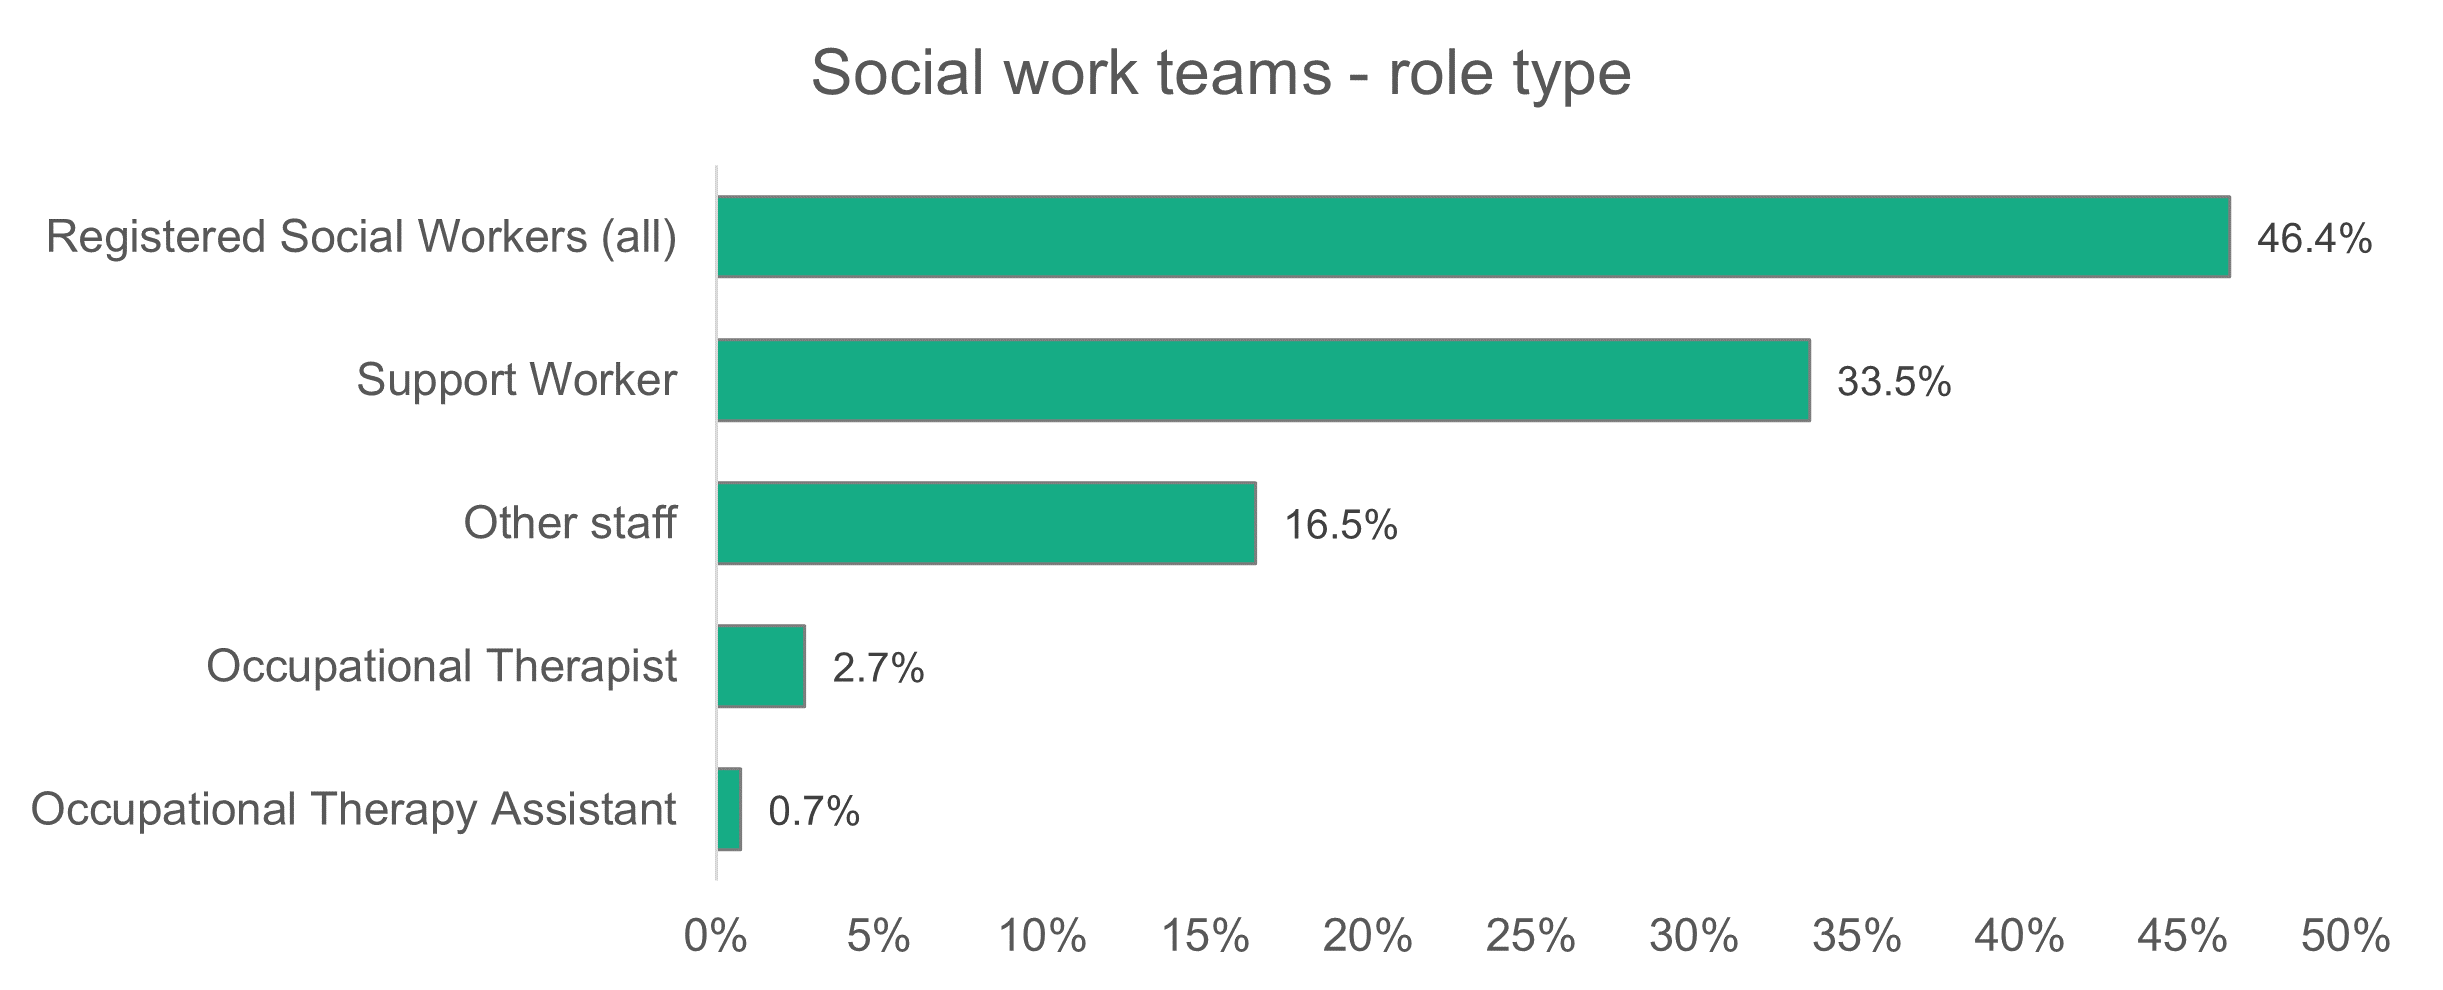 Social work teams - role type
Registered Social Workers (all) 46.4%
Support Worker 33.5%
Other staff 16.5%
Occupational Therapist 2.7%
Occupational Therapy Assistant 0.7%
0% 5% 10% 15% 20% 25% 30% 35% 40% 45% 50%